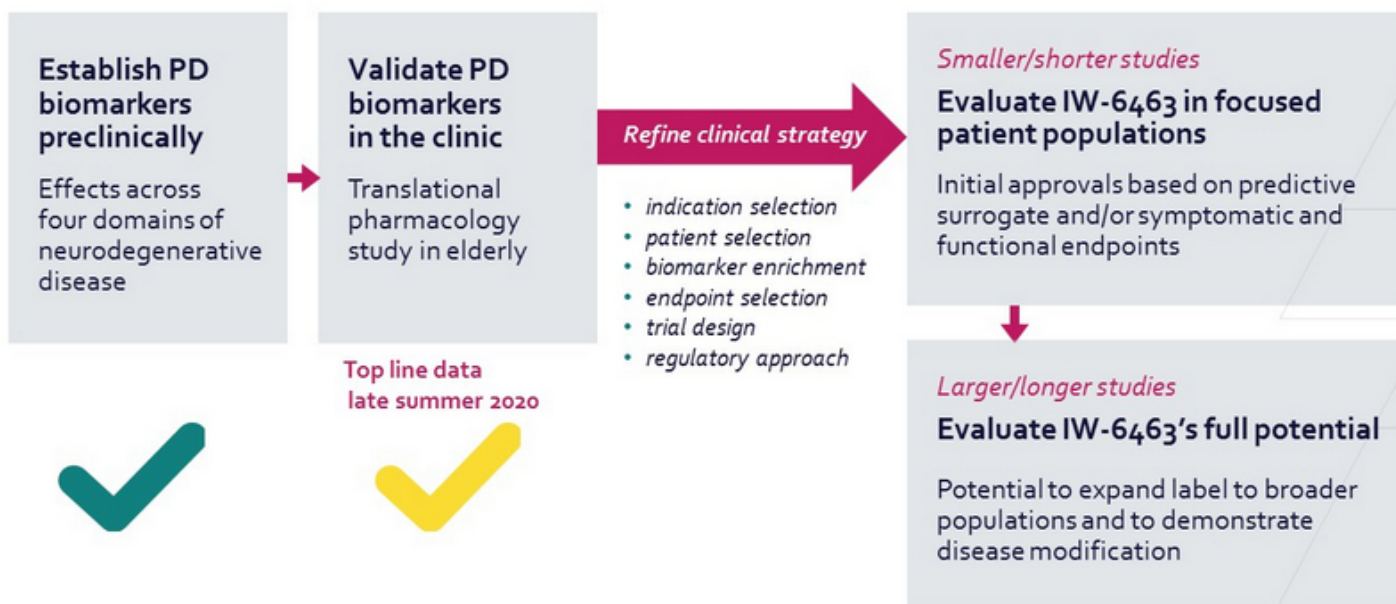 Establish PD
biomarkers
preclinically
Effects across
four domains of
neurodegenerative
disease
Validate PD
biomarkers
in the clinic
Translational
pharmacology
study in elderly
Top line data
late summer 2020
Refine clinical strategy
• indication selection
• patient selection
• biomarker enrichment
• endpoint selection
• trial design
• regulatory approach
Smaller/shorter studies
Evaluate IW-6463 in focused
patient populations
Initial approvals based on predictive
surrogate and/or symptomatic and
functional endpoints
Larger/longer studies
Evaluate IW-6463’s full potential
Potential to expand label to broader
populations and to demonstrate
disease modification